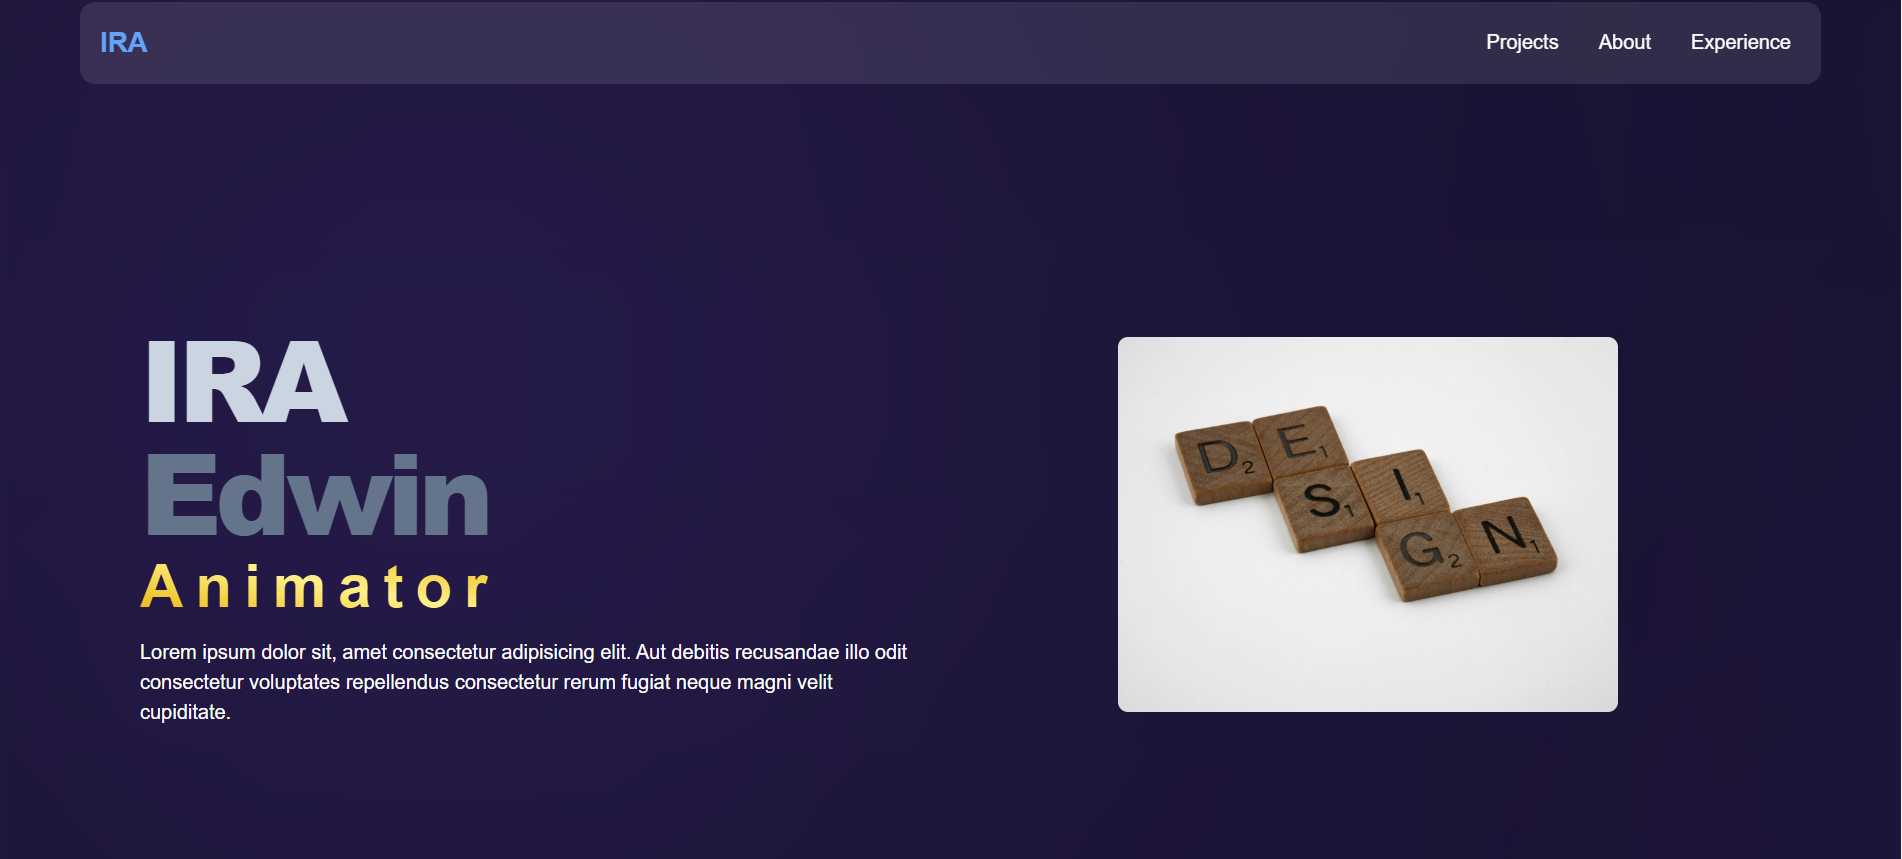 IRA
Projects About Experience
IRA
Edwin
Animator
Lorem ipsum dolor sit, amet consectetur adipisicing elit. Aut debitis recusandae illo odit
consectetur voluptates repellendus consectetur rerum fugiat neque magni velit
cupiditate.
D2 E1
S1 I1
G2 N1